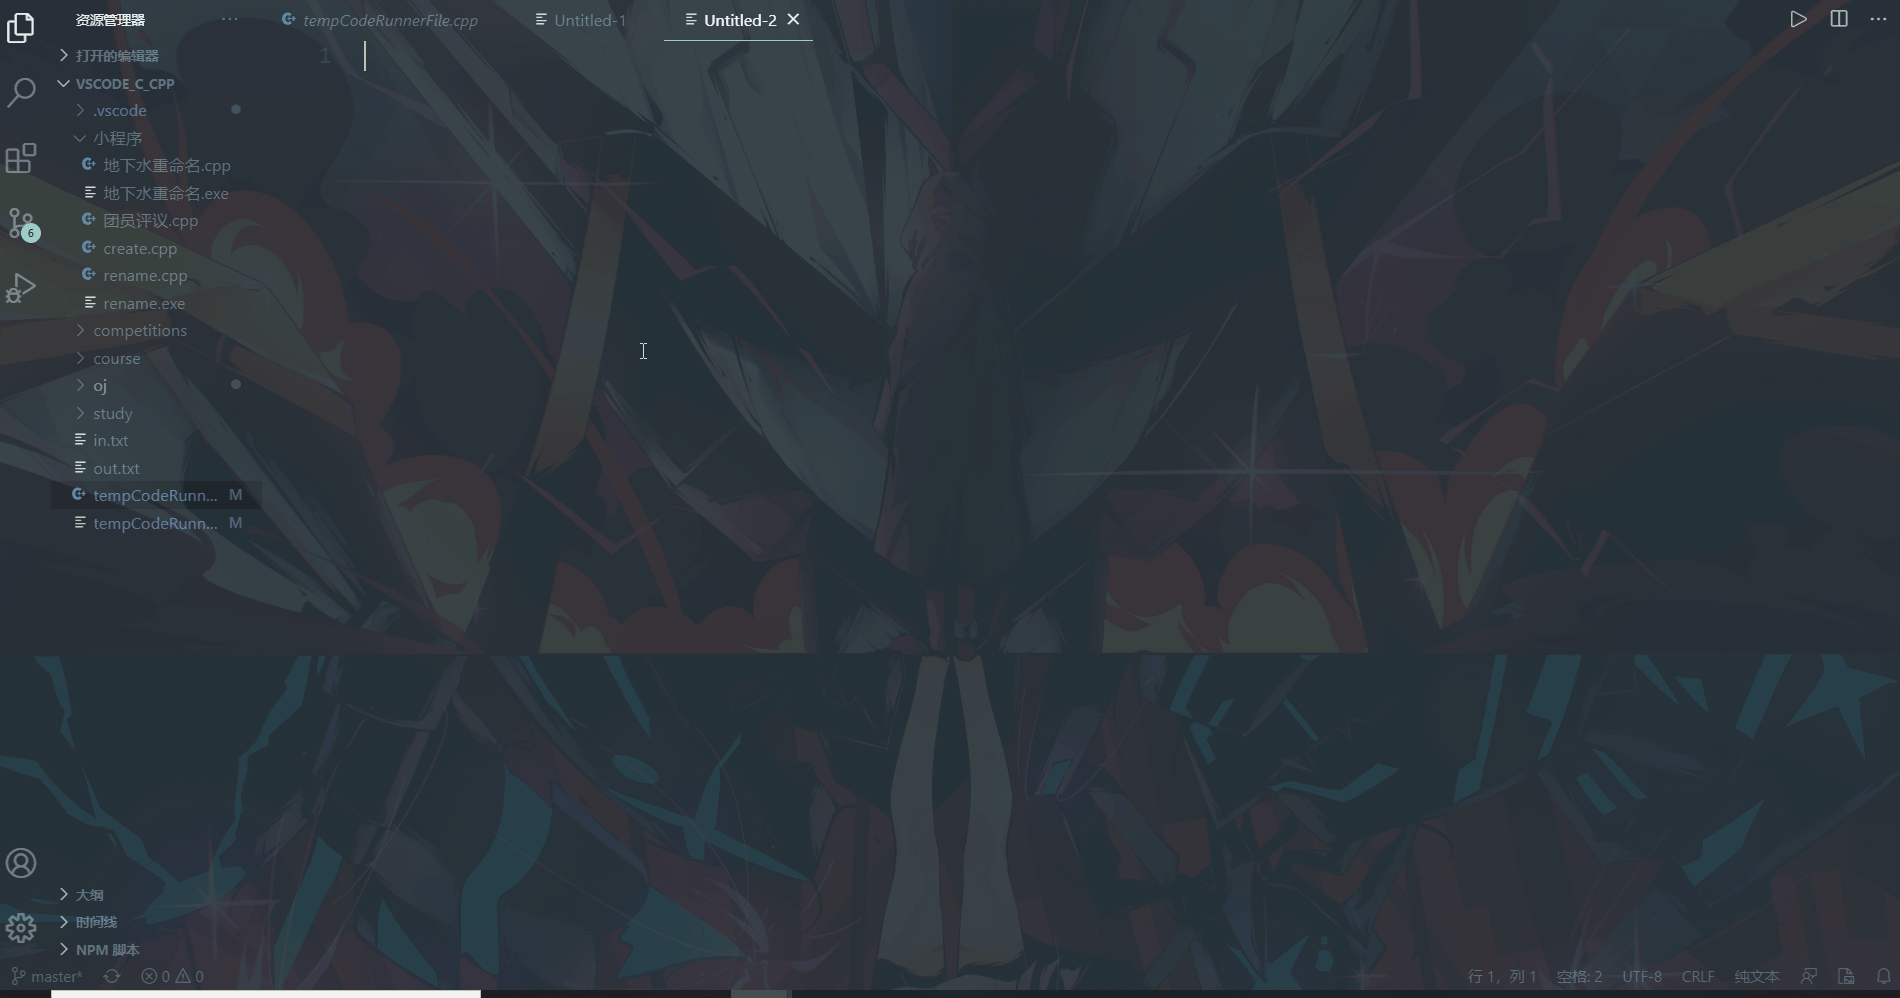 资源管理器
tempCodeRunnerFile.cpp
Untitled-1
Untitled-2
打开的编辑器
1
VSCODE_C_CPP
.vscode
小程序
地下水重命名.cpp
地下水重命名.exe
团员评议.cpp
6
create.cpp
rename.cpp
rename.exe
competitions
course
oj
study
in.txt
out.txt
tempCodeRunn... M
tempCodeRunn... M
大纲
时间线
NPM 脚本
master* 0 0 行 1，列 1 空格: 2 UTF-8 CRLF 纯文本